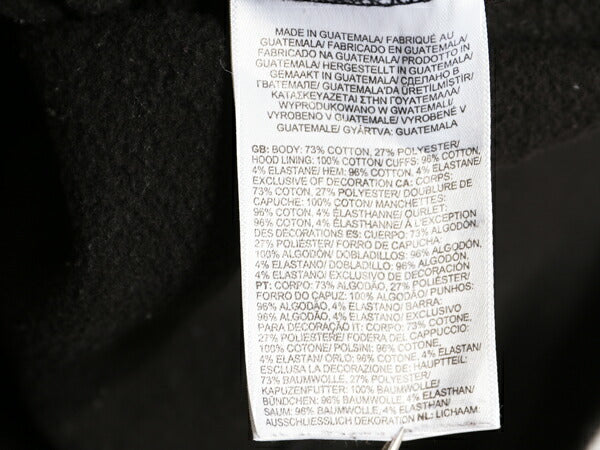 MADE IN GUATEMALA/ FABRIQUÉ AU
GUATEMALA/ FABRICADO EN GUATEMALA/
FABRICADO NA GUATEMALA/ PRODOTTO IN
GUATEMALA/ HERGESTELLT IN GUATEMALA/
GEMAAKT IN GUATEMALA/ СДЕЛАНО В
ГВАТЕМАЛЕ/ GUATEMALA'DA ÜRETİLMİŞTİR/
ΚΑΤΑΣΚΕΥΑΖΕΤΑΙ ΣΤΗΝ ΓΟΥΑΤΕΜΑΛΑ/
WYPRODUKOWANO W GWATEMALI/
VYROBENO V GUATEMALE/ VYROBENÉ V
GUATEMALE/ GYÁRTVA: GUATEMALA
GB: BODY: 73% COTTON, 27% POLYESTER/
HOOD LINING: 100% COTTON/ CUFFS: 96% COTTON,
4% ELASTANE/ HEM: 96% COTTON, 4% ELASTANE/
EXCLUSIVE OF DECORATION CA: CORPS:
73% COTON, 27% POLYESTER/ DOUBLURE DE
CAPUCHE: 100% COTON/ MANCHETTES:
96% COTON, 4% ÉLASTHANNE/ OURLET:
96% COTON, 4% ÉLASTHANNE/ À L'EXCEPTION
DES DÉCORATIONS ES: CUERPO: 73% ALGODÓN,
27% POLIÉSTER/ FORRO DE CAPUCHA:
100% ALGODÓN/ DOBLADILLOS: 96% ALGODÓN,
4% ELASTANO/ DOBLADILLO: 96% ALGODÓN,
4% ELASTANO/ EXCLUSIVO DE DECORACIÓN
PT: CORPO: 73% ALGODÃO, 27% POLIÉSTER/
FORRO DO CAPUZ: 100% ALGODÃO/ PUNHOS:
96% ALGODÃO, 4% ELASTANO/ BARRA:
96% ALGODÃO, 4% ELASTANO/ EXCLUSIVO
PARA DECORAÇÃO IT: CORPO: 73% COTONE,
27% POLIESTERE/ FODERA DEL CAPPUCCIO:
100% COTONE/ POLSINI: 96% COTONE,
4% ELASTAN/ ORLO: 96% COTONE, 4% ELASTAN/
ESCLUSA LA DECORAZIONE DE: HAUPTTEIL:
73% BAUMWOLLE, 27% POLYESTER/
KAPUZENFUTTER: 100% BAUMWOLLE/
BÜNDCHEN: 96% BAUMWOLLE, 4% ELASTHAN/
SAUM: 96% BAUMWOLLE, 4% ELASTHAN/
AUSSCHLIESSLICH DEKORATION NL: LICHAAM: